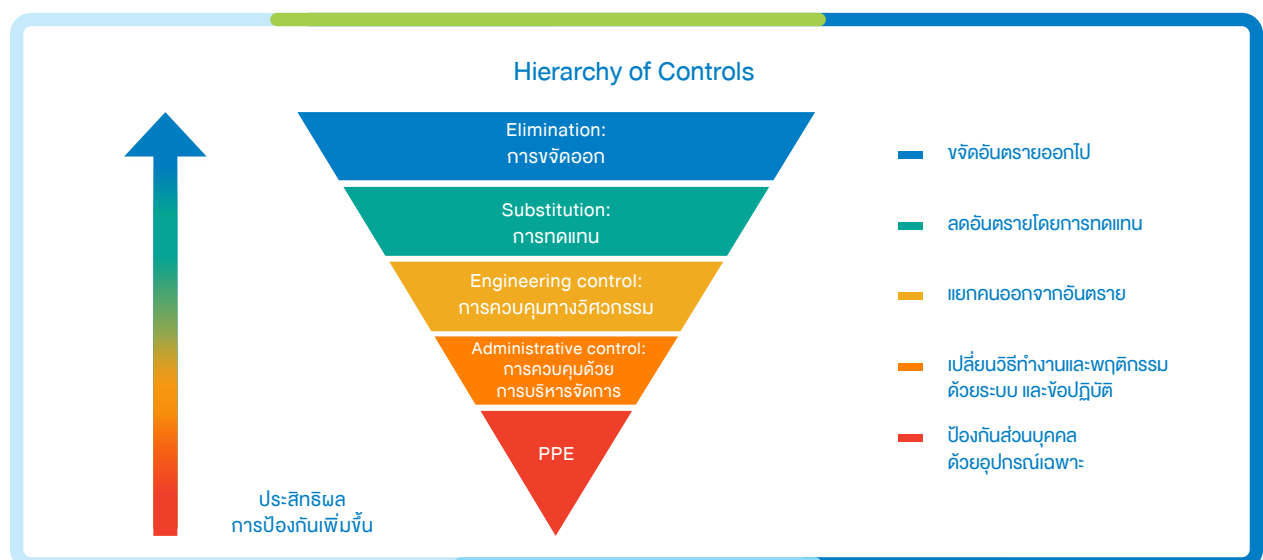 Hierarchy of Controls
Elimination:
การขจัดออก
Substitution:
การทดแทน
Engineering control:
การควบคุมทางวิศวกรรม
Administrative control:
การควบคุมด้วย
การบริหารจัดการ
PPE
ขจัดอันตรายออกไป
ลดอันตรายโดยการทดแทน
แยกคนออกจากอันตราย
เปลี่ยนวิธีทำงานและพฤติกรรม
ด้วยระบบ และข้อปฏิบัติ
ป้องกันส่วนบุคคล
ด้วยอุปกรณ์เฉพาะ
ประสิทธิผล
การป้องกันเพิ่มขึ้น